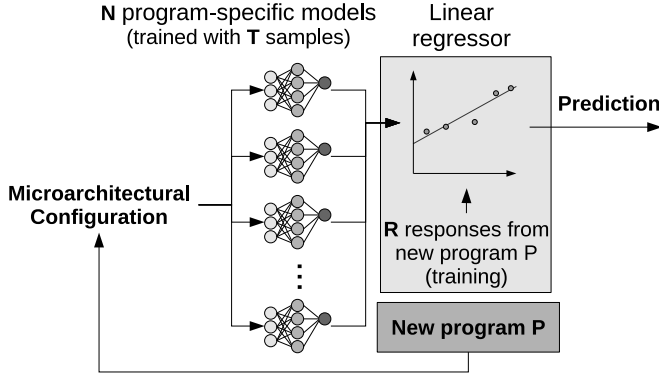 N program-specific models
(trained with T samples)
Linear
regressor
Prediction
Microarchitectural
Configuration
R responses from
new program P
(training)
New program P